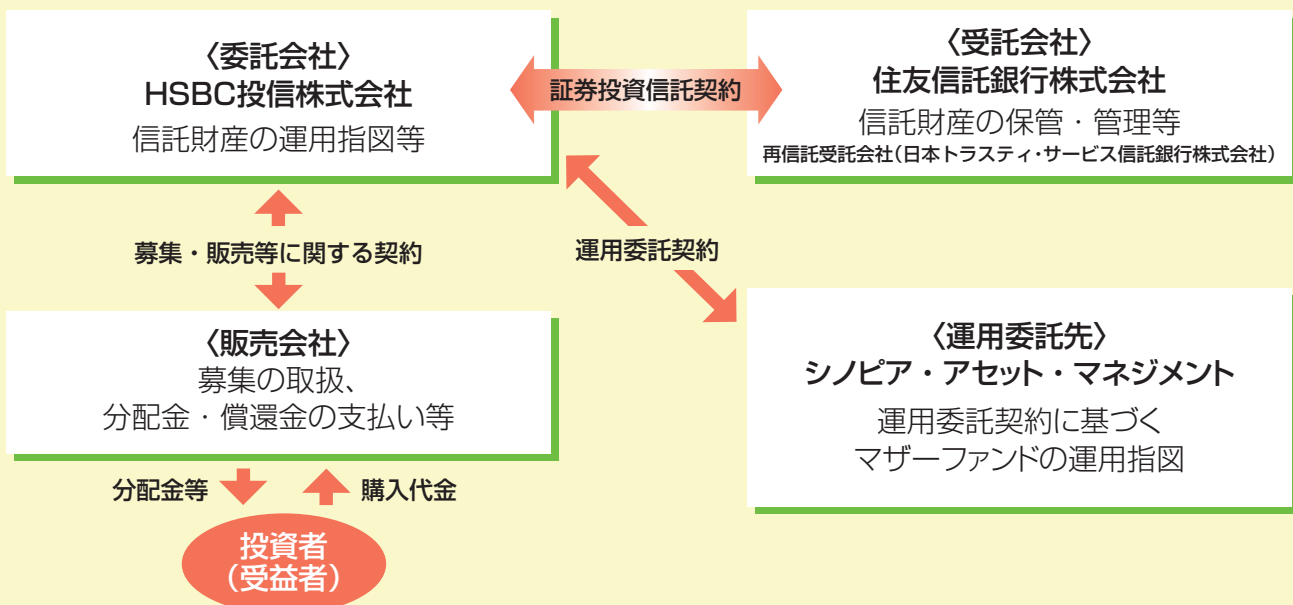 〈委託会社〉
HSBC投信株式会社
信託財産の運用指図等
証券投資信託契約
〈受託会社〉
住友信託銀行株式会社
信託財産の保管・管理等
再信託受託会社(日本トラスティ・サービス信託銀行株式会社)
募集・販売等に関する契約
運用委託契約
〈販売会社〉
募集の取扱、
分配金・償還金の支払い等
〈運用委託先〉
シノピア・アセット・マネジメント
運用委託契約に基づく
マザーファンドの運用指図
分配金等
購入代金
投資者
(受益者)